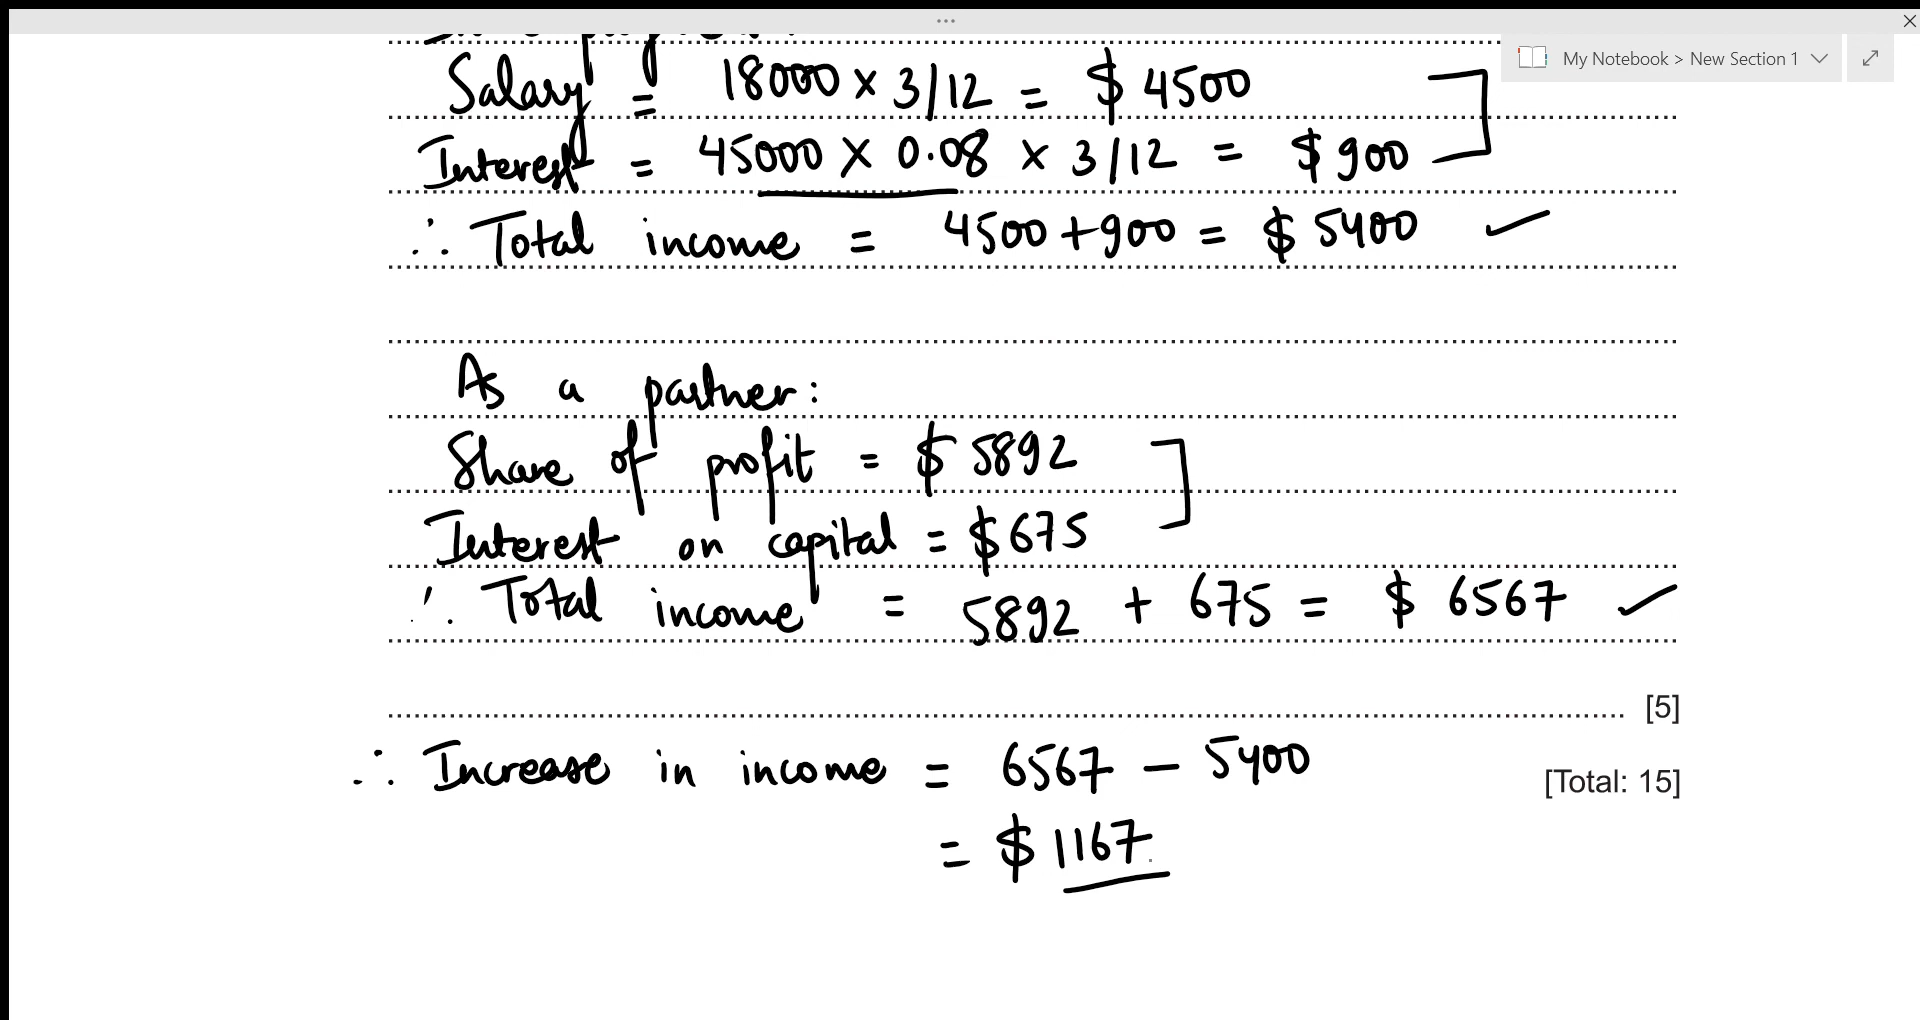 My Notebook > New Section 1
Salary = 18000 × 3/12 = $ 4500
Interest = 45000 × 0.08 × 3/12 = $ 900
∴ Total income = 4500 + 900 = $ 5400 ✓
As a partner:
Share of profit = $ 5892
Interest on capital = $ 675
∴ Total income = 5892 + 675 = $ 6567 ✓
[5]
∴ Increase in income = 6567 – 5400
[Total: 15]
= $ 1167